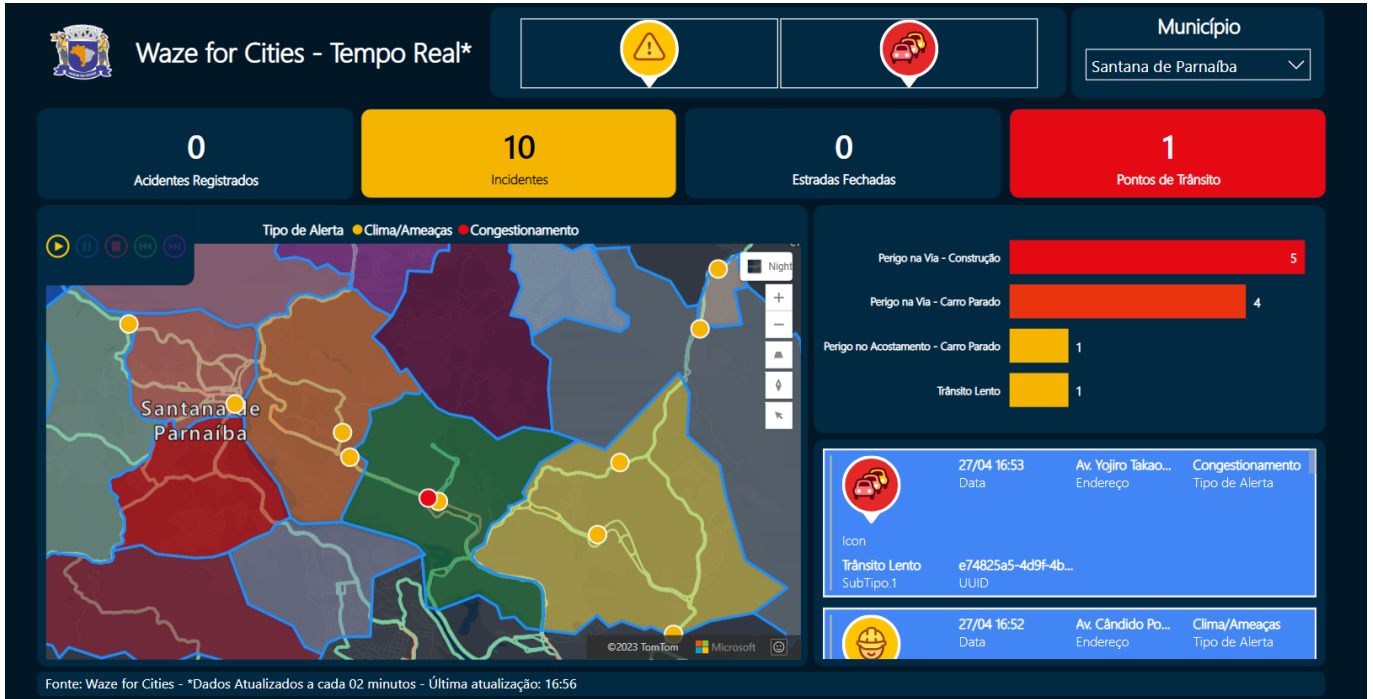 Waze for Cities - Tempo Real*
Município
Santana de Parnaíba
0
Acidentes Registrados
10
Incidentes
0
Estradas Fechadas
1
Pontos de Trânsito
Tipo de Alerta Clima/Ameaças Congestionamento
Night
Santana de
Parnaíba
©2023 TomTom Microsoft
Perigo na Via - Construção 5
Perigo na Via - Carro Parado 4
Perigo no Acostamento - Carro Parado 1
Trânsito Lento 1
27/04 16:53 Av. Yojiro Takao... Congestionamento
Data Endereço Tipo de Alerta
Icon
Trânsito Lento e74825a5-4d9f-4b...
SubTipo.1 UUID
27/04 16:52 Av. Cândido Po... Clima/Ameaças
Data Endereço Tipo de Alerta
Fonte: Waze for Cities - *Dados Atualizados a cada 02 minutos - Última atualização: 16:56